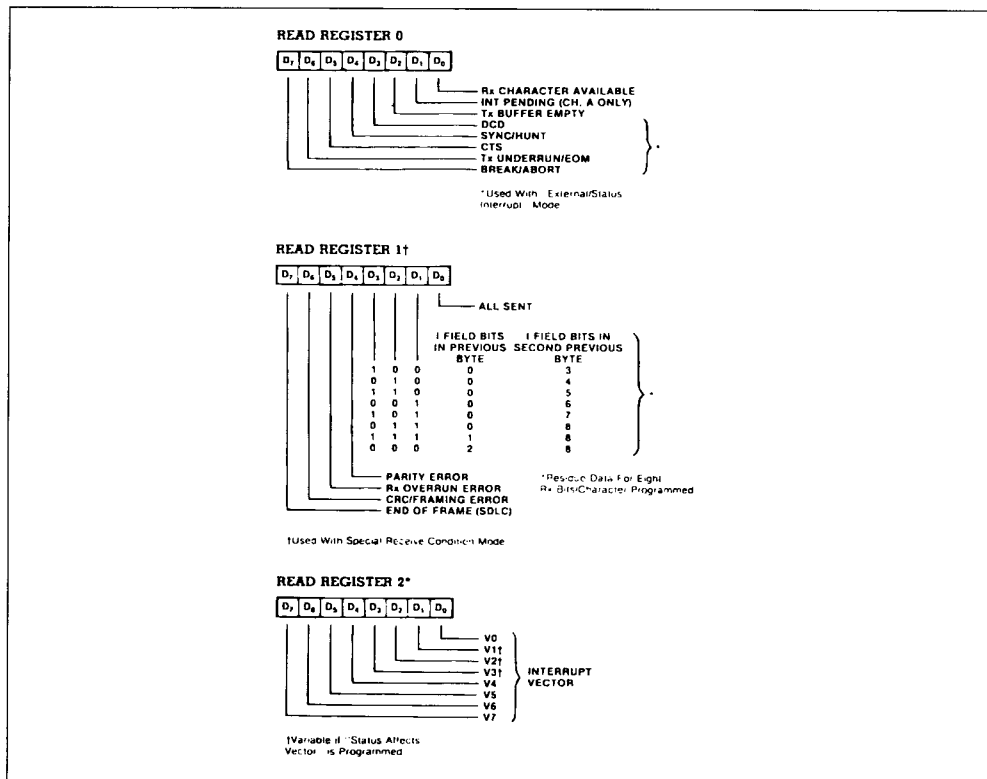 READ REGISTER 0
D7 D6 D5 D4 D3 D2 D1 D0
Rx CHARACTER AVAILABLE
INT PENDING (CH. A ONLY)
Tx BUFFER EMPTY
DCD
SYNC/HUNT
CTS
Tx UNDERRUN/EOM
BREAK/ABORT
*
*Used With External/Status
Interrupt Mode
READ REGISTER 1†
D7 D6 D5 D4 D3 D2 D1 D0
ALL SENT
I FIELD BITS I FIELD BITS IN
IN PREVIOUS SECOND PREVIOUS
BYTE BYTE
1 0 0 0 3
0 1 0 0 4
1 1 0 0 5
0 0 1 0 6
1 0 1 0 7
0 1 1 0 8
1 1 1 1 8
0 0 0 2 8
*
PARITY ERROR
Rx OVERRUN ERROR
CRC/FRAMING ERROR
END OF FRAME (SDLC)
*Residue Data For Eight
Rx Bits/Character Programmed
†Used With Special Receive Condition Mode
READ REGISTER 2*
D7 D6 D5 D4 D3 D2 D1 D0
V0
V1†
V2†
V3†
V4
V5
V6
V7
INTERRUPT
VECTOR
†Variable if "Status Affects
Vector is Programmed